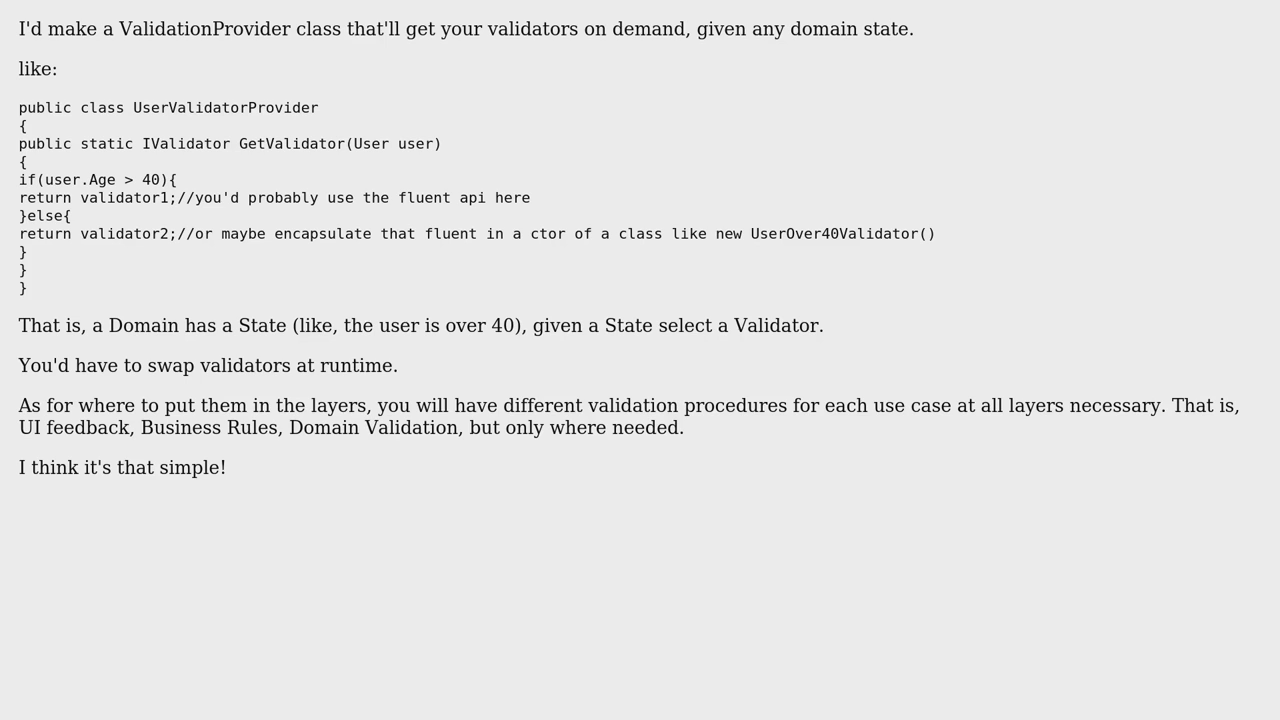 I'd make a ValidationProvider class that'll get your validators on demand, given any domain state.
like:
public class UserValidatorProvider
{
public static IValidator GetValidator(User user)
{
if(user.Age > 40){
return validator1;//you'd probably use the fluent api here
}else{
return validator2;//or maybe encapsulate that fluent in a ctor of a class like new UserOver40Validator()
}
}
}
That is, a Domain has a State (like, the user is over 40), given a State select a Validator.
You'd have to swap validators at runtime.
As for where to put them in the layers, you will have different validation procedures for each use case at all layers necessary. That is,
UI feedback, Business Rules, Domain Validation, but only where needed.
I think it's that simple!